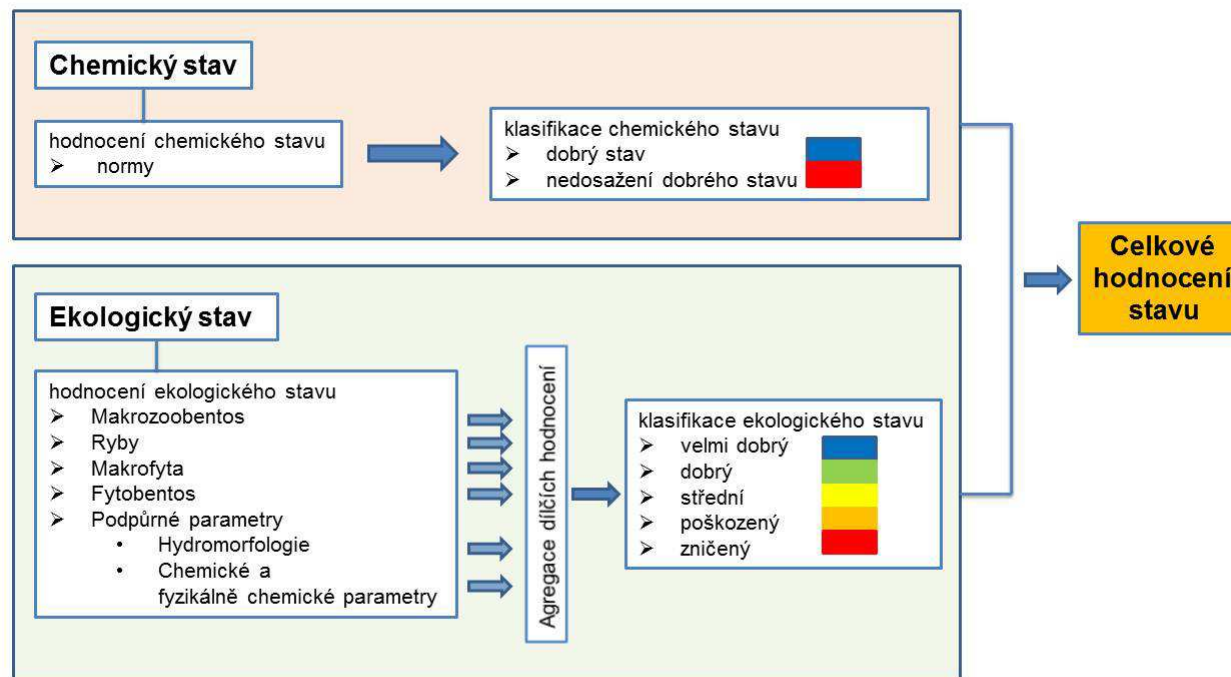 Chemický stav
hodnocení chemického stavu
➢ normy
klasifikace chemického stavu
➢ dobrý stav
➢ nedosažení dobrého stavu
Ekologický stav
hodnocení ekologického stavu
➢ Makrozoobentos
➢ Ryby
➢ Makrofyta
➢ Fytobentos
➢ Podpůrné parametry
• Hydromorfologie
• Chemické a
fyzikálně chemické parametry
Agregace dílčích hodnocení
klasifikace ekologického stavu
➢ velmi dobrý
➢ dobrý
➢ střední
➢ poškozený
➢ zničený
Celkové
hodnocení
stavu